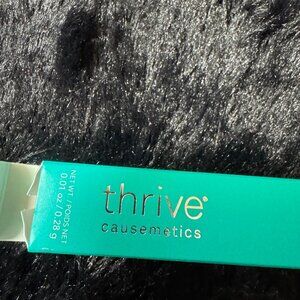 thrive
causemetics
NET WT / POIDS NET
0.01 oz / 0.28 g